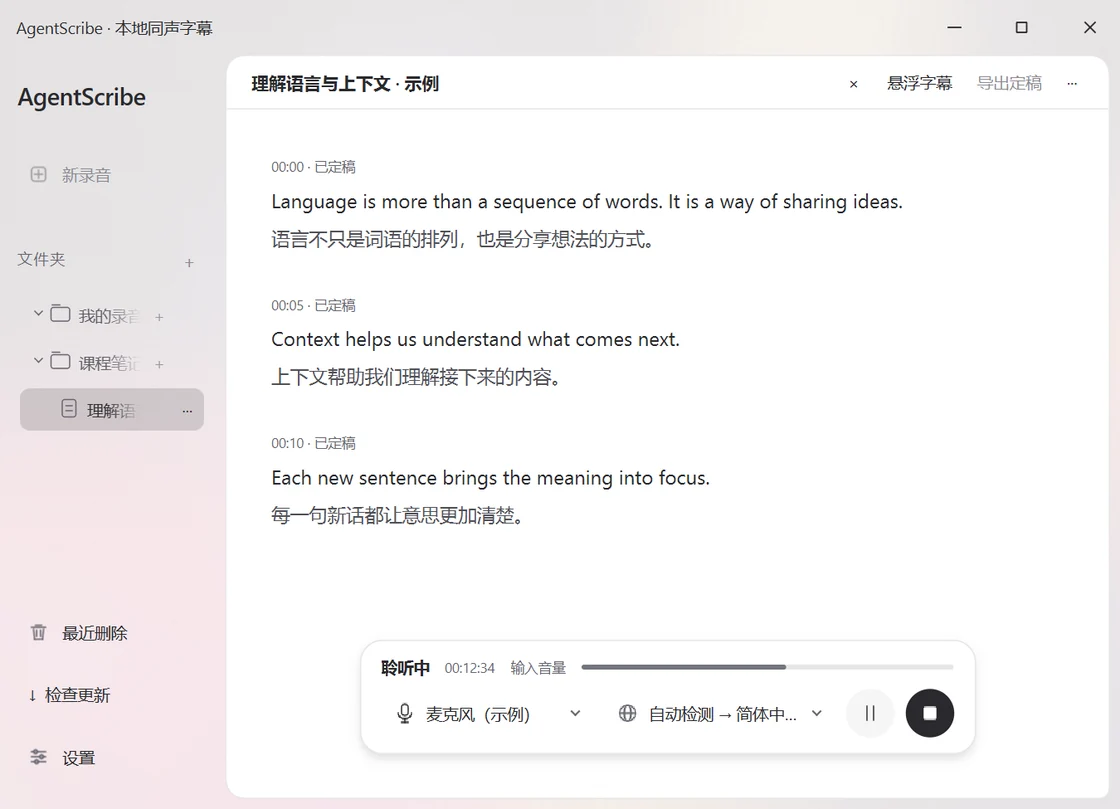 AgentScribe · 本地同声字幕
AgentScribe
新录音
文件夹
我的录音
课程笔记
理解语
最近删除
↓ 检查更新
设置
理解语言与上下文 · 示例
× 悬浮字幕 导出定稿 ···
00:00 · 已定稿
Language is more than a sequence of words. It is a way of sharing ideas.
语言不只是词语的排列，也是分享想法的方式。
00:05 · 已定稿
Context helps us understand what comes next.
上下文帮助我们理解接下来的内容。
00:10 · 已定稿
Each new sentence brings the meaning into focus.
每一句新话都让意思更加清楚。
聆听中 00:12:34 输入音量
麦克风（示例） 自动检测 → 简体中...